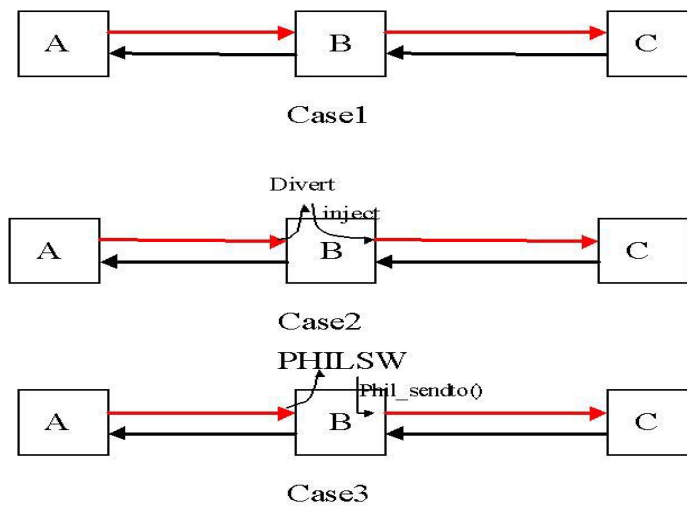 A B C
Case1
Divert
inject
A B C
Case2
PHILSW
Phil_sendto()
A B C
Case3